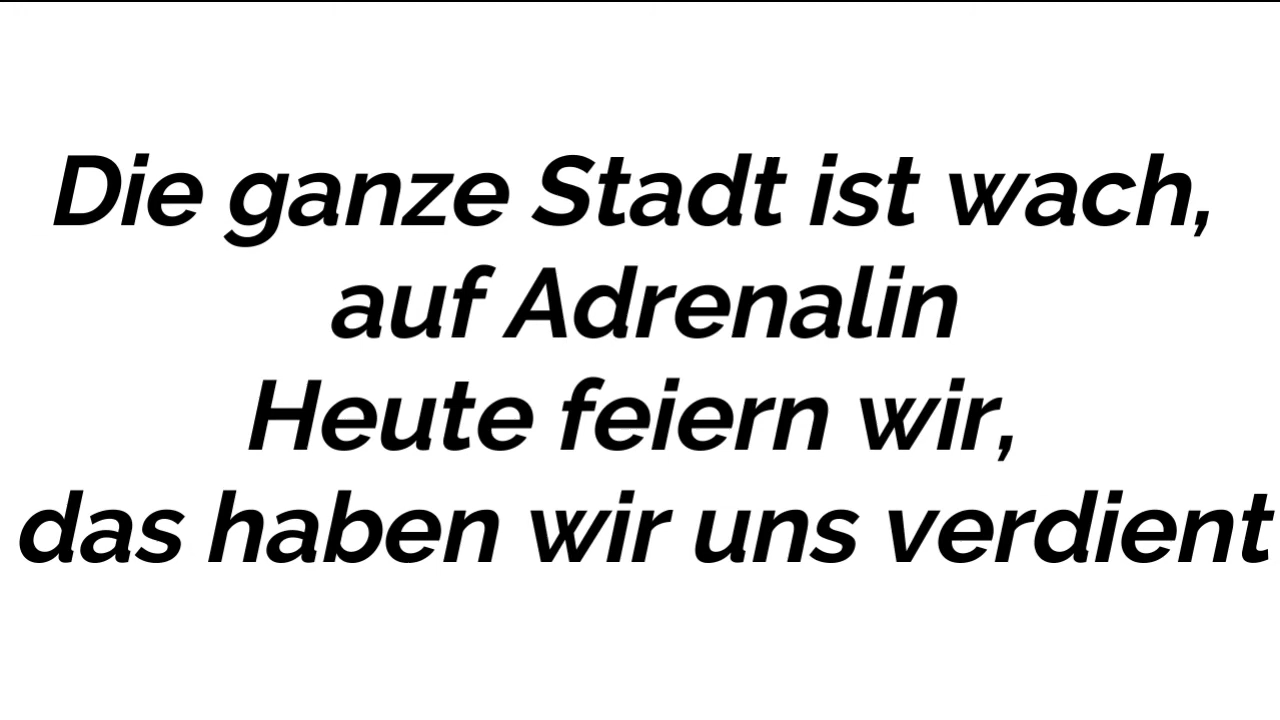 Die ganze Stadt ist wach,
auf Adrenalin
Heute feiern wir,
das haben wir uns verdient